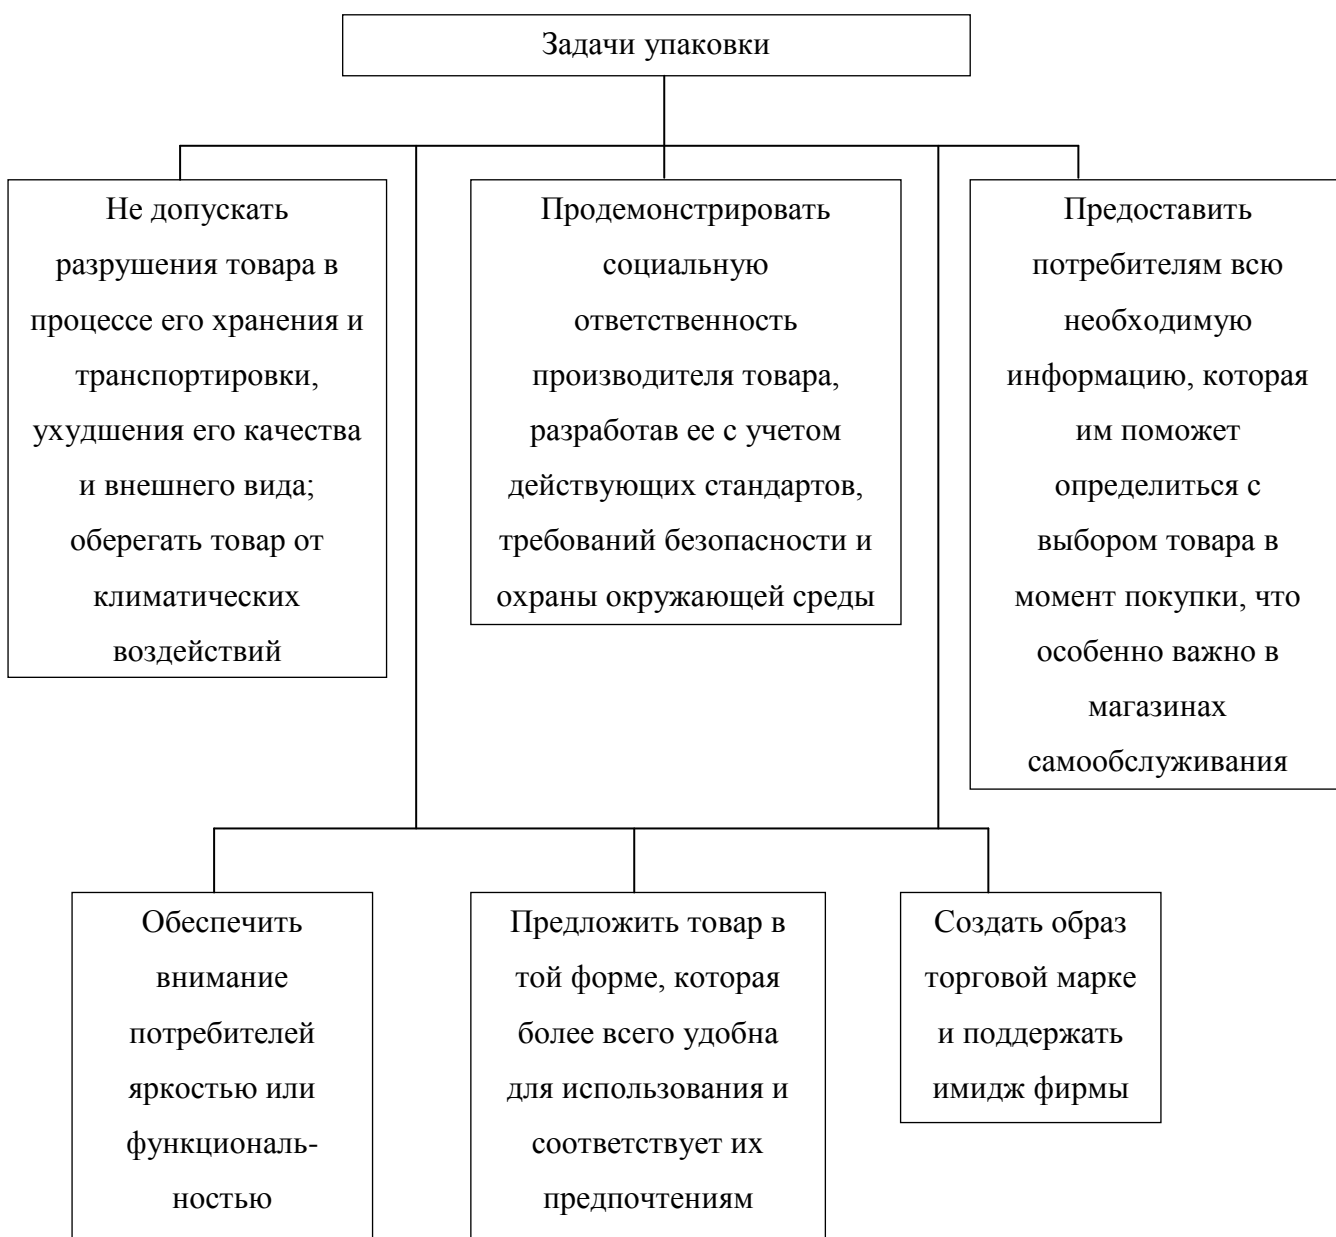 Задачи упаковки
Не допускать
разрушения товара в
процессе его хранения и
транспортировки,
ухудшения его качества
и внешнего вида;
оберегать товар от
климатических
воздействий
Продемонстрировать
социальную
ответственность
производителя товара,
разработав ее с учетом
действующих стандартов,
требований безопасности и
охраны окружающей среды
Предоставить
потребителям всю
необходимую
информацию, которая
им поможет
определиться с
выбором товара в
момент покупки, что
особенно важно в
магазинах
самообслуживания
Обеспечить
внимание
потребителей
яркостью или
функциональ-
ностью
Предложить товар в
той форме, которая
более всего удобна
для использования и
соответствует их
предпочтениям
Создать образ
торговой марке
и поддержать
имидж фирмы